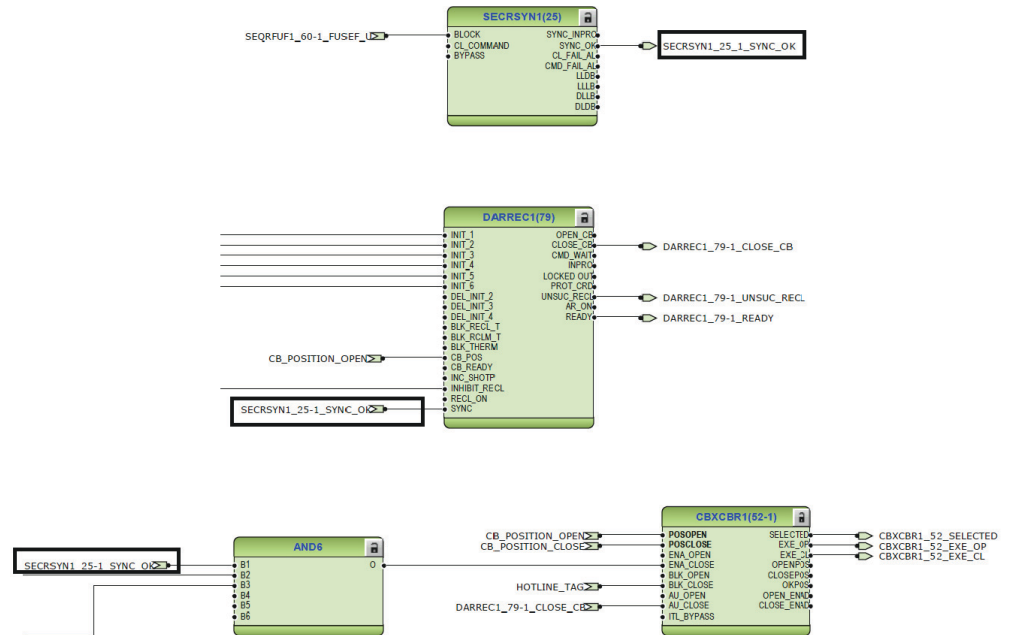 SECRSYN1(25)
SEQRFUF1_60-1_FUSEF_U
BLOCK
CL_COMMAND
BYPASS
SYNC_INPRO
SYNC_OK
CL_FAIL_AL
CMD_FAIL_AL
LLDB
LLLB
DLLB
DLDB
SECRSYN1_25_1_SYNC_OK
DARREC1(79)
INIT_1
INIT_2
INIT_3
INIT_4
INIT_5
INIT_6
DEL_INIT_2
DEL_INIT_3
DEL_INIT_4
BLK_RECL_T
BLK_RCLM_T
BLK_THERM
CB_POS
CB_READY
INC_SHOTP
INHIBIT_RECL
RECL_ON
SYNC
OPEN_CB
CLOSE_CB
CMD_WAIT
INPRO
LOCKED OUT
PROT_CRD
UNSUC_RECL
AR_ON
READY
DARREC1_79-1_CLOSE_CB
DARREC1_79-1_UNSUC_RECL
DARREC1_79-1_READY
CB_POSITION_OPEN
SECRSYN1_25-1_SYNC_OK
AND6
SECRSYN1_25-1_SYNC_OK
B1
B2
B3
B4
B5
B6
O
CBXCBR1(52-1)
CB_POSITION_OPEN
CB_POSITION_CLOSE
HOTLINE_TAG
DARREC1_79-1_CLOSE_CB
POSOPEN
POSCLOSE
ENA_OPEN
ENA_CLOSE
BLK_OPEN
BLK_CLOSE
AU_OPEN
AU_CLOSE
ITL_BYPASS
SELECTED
EXE_OP
EXE_CL
OPENPOS
CLOSEPOS
OKPOS
OPEN_ENAD
CLOSE_ENAD
CBXCBR1_52_SELECTED
CBXCBR1_52_EXE_OP
CBXCBR1_52_EXE_CL